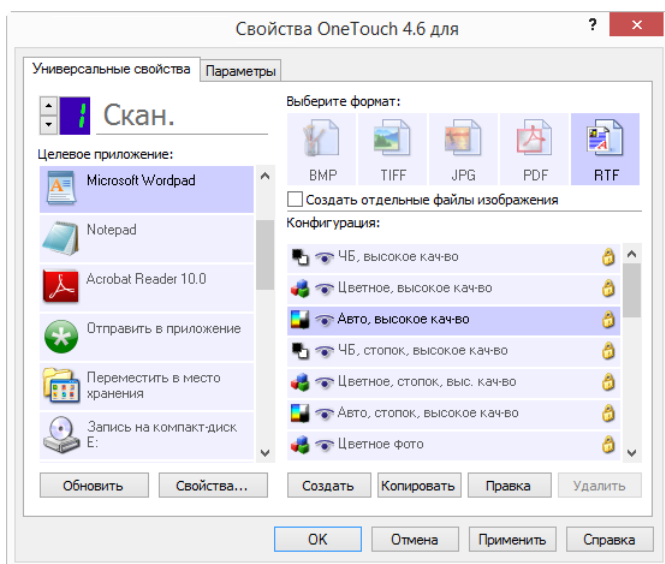 Свойства OneTouch 4.6 для
?
×
Универсальные свойства
Параметры
1
Скан.
Целевое приложение:
Microsoft Wordpad
Notepad
Acrobat Reader 10.0
Отправить в приложение
Переместить в место
хранения
Запись на компакт-диск
E:
Обновить
Свойства...
Выберите формат:
BMP
TIFF
JPG
PDF
RTF
Создать отдельные файлы изображения
Конфигурация:
ЧБ, высокое кач-во
Цветное, высокое кач-во
Авто, высокое кач-во
ЧБ, стопок, высокое кач-во
Цветное, стопок, выс. кач-во
Авто, стопок, высокое кач-во
Цветное фото
Создать
Копировать
Правка
Удалить
OK
Отмена
Применить
Справка